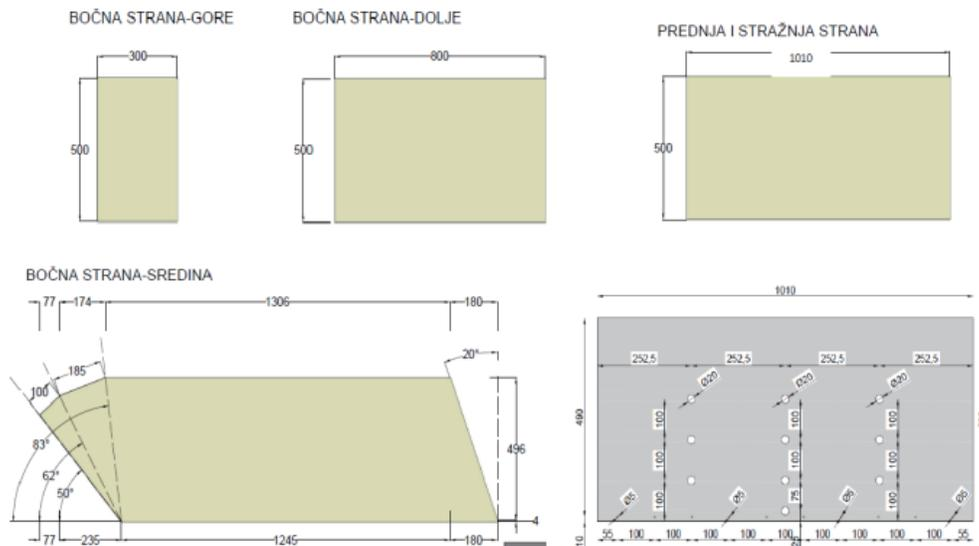 BOČNA STRANA-GORE
BOČNA STRANA-DOLJE
PREDNJA I STRAŽNJA STRANA
300
800
1010
500
500
500
BOČNA STRANA-SREDINA
77 174 1306 180
20°
185
100
83°
62°
50°
496
4
77 235 1245 180
1010
252,5 252,5 252,5 252,5
Ø20 Ø20 Ø20
490
100 100 100
100 100 100
100 75 100
Ø5 Ø5 Ø5 Ø5
10
55 100 100 100 100 100 100 100 100 100 55